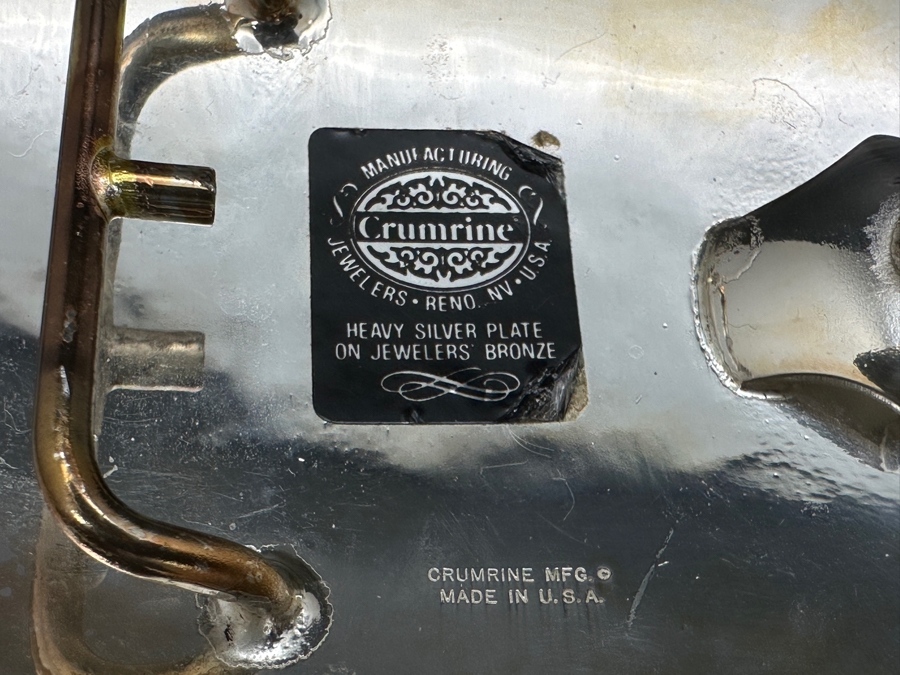 MANUFACTURING
Crumrine
JEWELERS • RENO, NV • U.S.A.
HEAVY SILVER PLATE
ON JEWELERS' BRONZE
CRUMRINE MFG.©
MADE IN U.S.A.